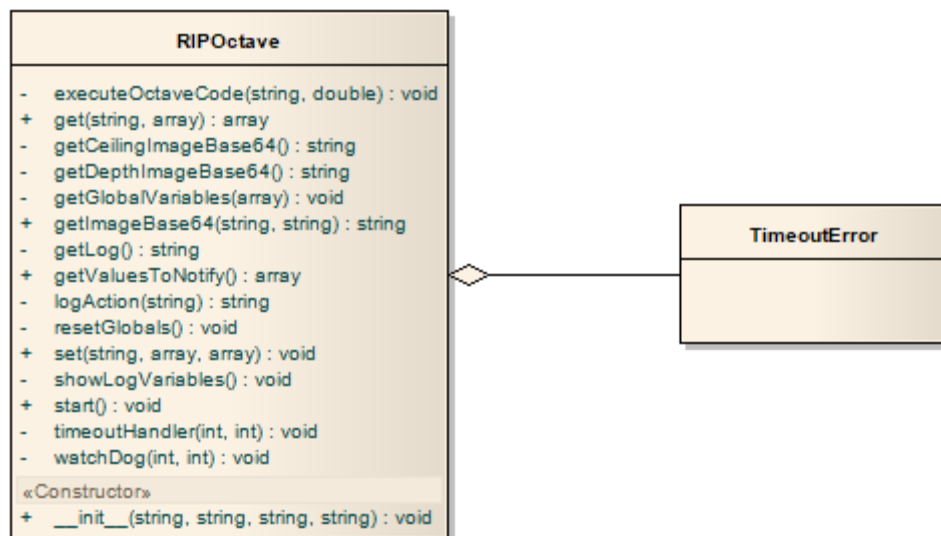 RIPOctave
- executeOctaveCode(string, double) : void
+ get(string, array) : array
- getCeilingImageBase64() : string
- getDepthImageBase64() : string
- getGlobalVariables(array) : void
+ getImageBase64(string, string) : string
- getLog() : string
+ getValuesToNotify() : array
- logAction(string) : string
- resetGlobals() : void
+ set(string, array, array) : void
- showLogVariables() : void
+ start() : void
- timeoutHandler(int, int) : void
- watchDog(int, int) : void
«Constructor»
+ __init__(string, string, string, string) : void
TimeoutError